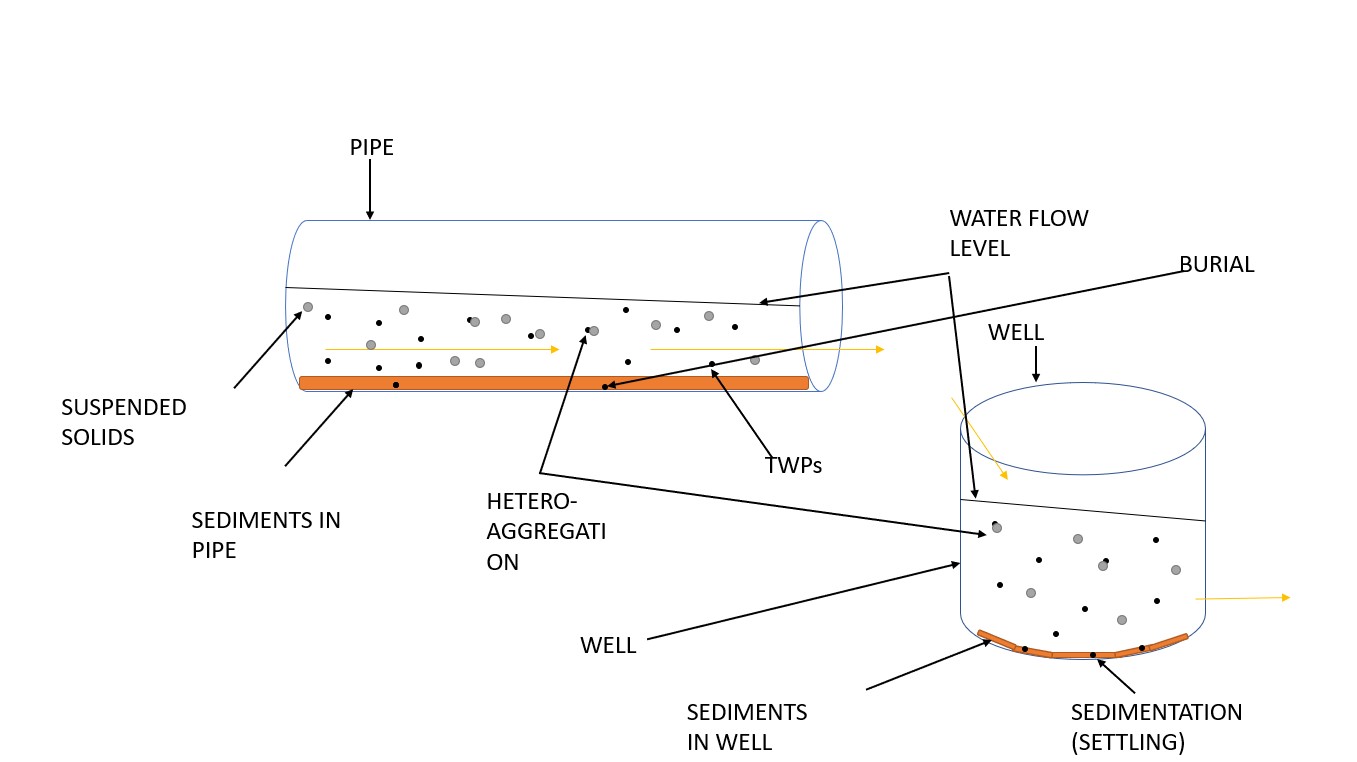 PIPE
WATER FLOW
LEVEL
BURIAL
WELL
SUSPENDED
SOLIDS
TWPs
SEDIMENTS IN
PIPE
HETERO-
AGGREGATI
ON
WELL
SEDIMENTS
IN WELL
SEDIMENTATION
(SETTLING)